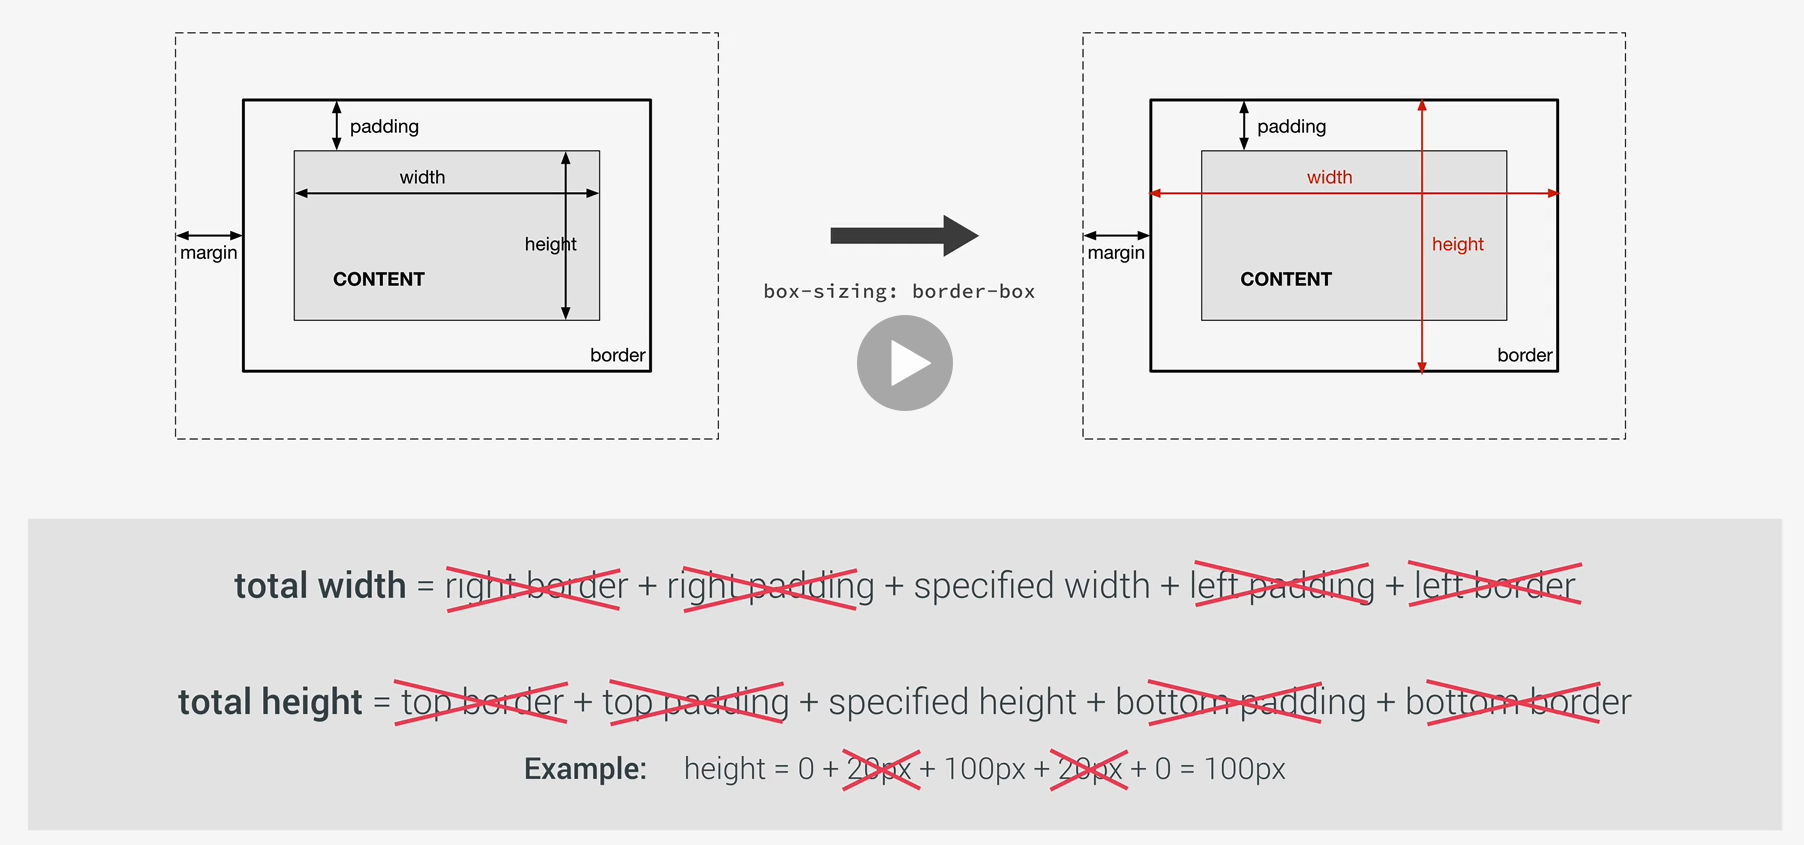 padding
width
height
margin
CONTENT
border
box-sizing: border-box
padding
width
height
margin
CONTENT
border
total width = right border + right padding + specified width + left padding + left border
total height = top border + top padding + specified height + bottom padding + bottom border
Example: height = 0 + 20px + 100px + 20px + 0 = 100px